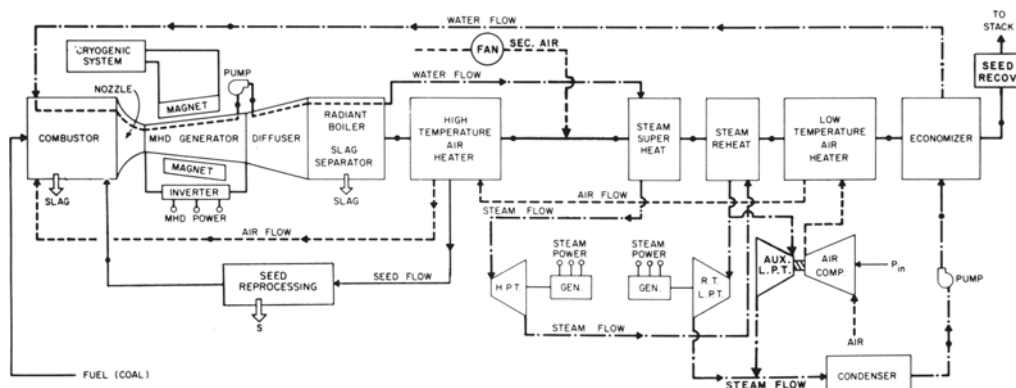 WATER FLOW
TO
STACK
CRYOGENIC
SYSTEM
FAN
SEC. AIR
SEED
RECOV
PUMP
WATER FLOW
NOZZLE
MAGNET
COMBUSTOR
MHD GENERATOR
DIFFUSER
RADIANT
BOILER
SLAG
SEPARATOR
HIGH
TEMPERATURE
AIR
HEATER
STEAM
SUPER
HEAT
STEAM
REHEAT
LOW
TEMPERATURE
AIR
HEATER
ECONOMIZER
MAGNET
INVERTER
SLAG
SLAG
MHD POWER
AIR FLOW
AIR FLOW
STEAM FLOW
SEED FLOW
SEED
REPROCESSING
S
STEAM
POWER
STEAM
POWER
H.P.T.
GEN.
GEN.
R.T.
L.P.T.
AUX.
L.P.T.
AIR
COMP.
Pin
PUMP
STEAM FLOW
AIR
FUEL (COAL)
STEAM FLOW
CONDENSER